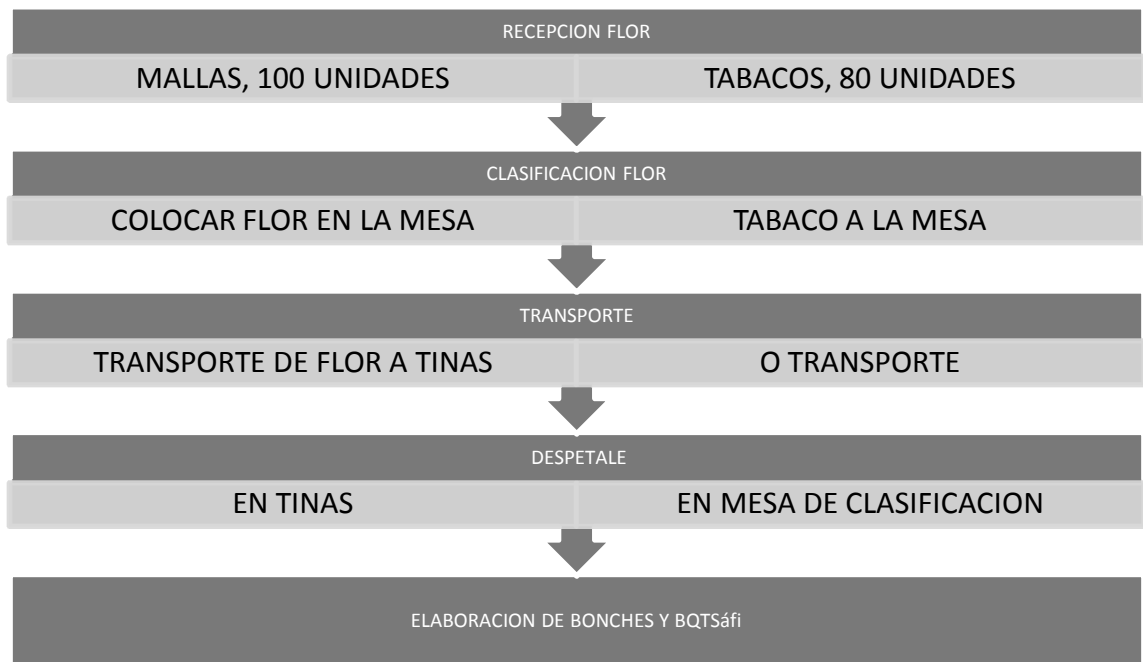 RECEPCION FLOR
MALLAS, 100 UNIDADES
TABACOS, 80 UNIDADES
CLASIFICACION FLOR
COLOCAR FLOR EN LA MESA
TABACO A LA MESA
TRANSPORTE
TRANSPORTE DE FLOR A TINAS
O TRANSPORTE
DESPETALE
EN TINAS
EN MESA DE CLASIFICACION
ELABORACION DE BONCHES Y BQTSáfi